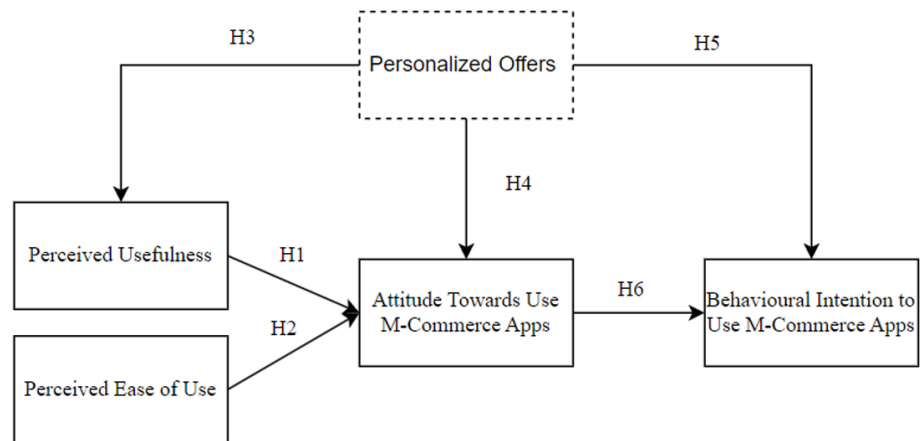 H3
Personalized Offers
H5
H4
Perceived Usefulness
H1
Attitude Towards Use
M-Commerce Apps
H6
Behavioural Intention to
Use M-Commerce Apps
H2
Perceived Ease of Use